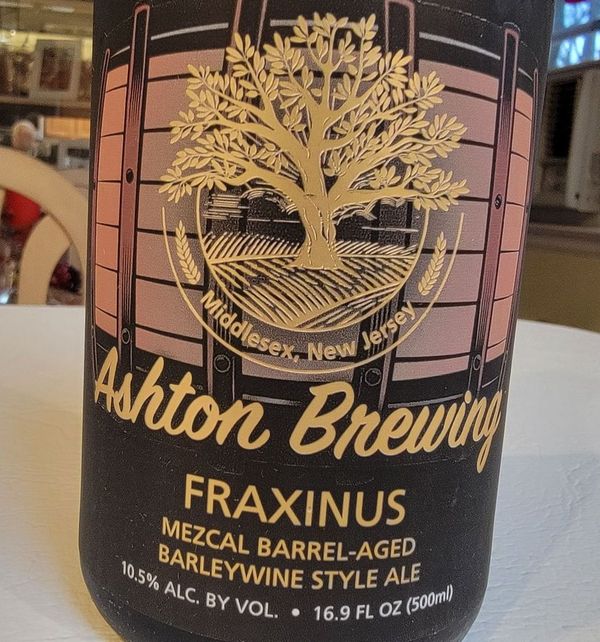 Middlesex, New Jersey
Ashton Brewing
FRAXINUS
MEZCAL BARREL-AGED
BARLEYWINE STYLE ALE
10.5% ALC. BY VOL. • 16.9 FL OZ (500ml)